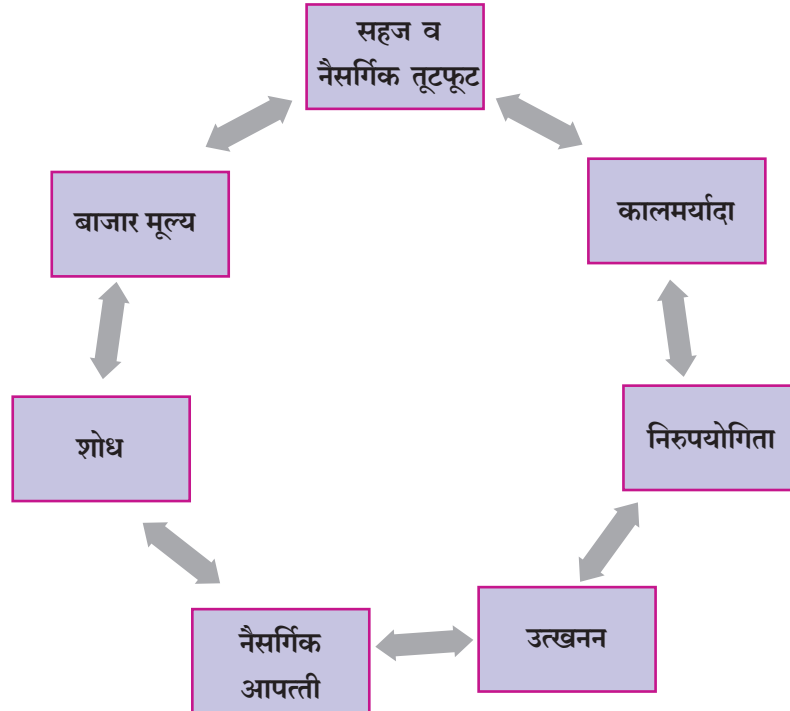 सहज व
नैसर्गिक तूटफूट
कालमर्यादा
निरुपयोगिता
उत्खनन
नैसर्गिक
आपत्ती
शोध
बाजार मूल्य